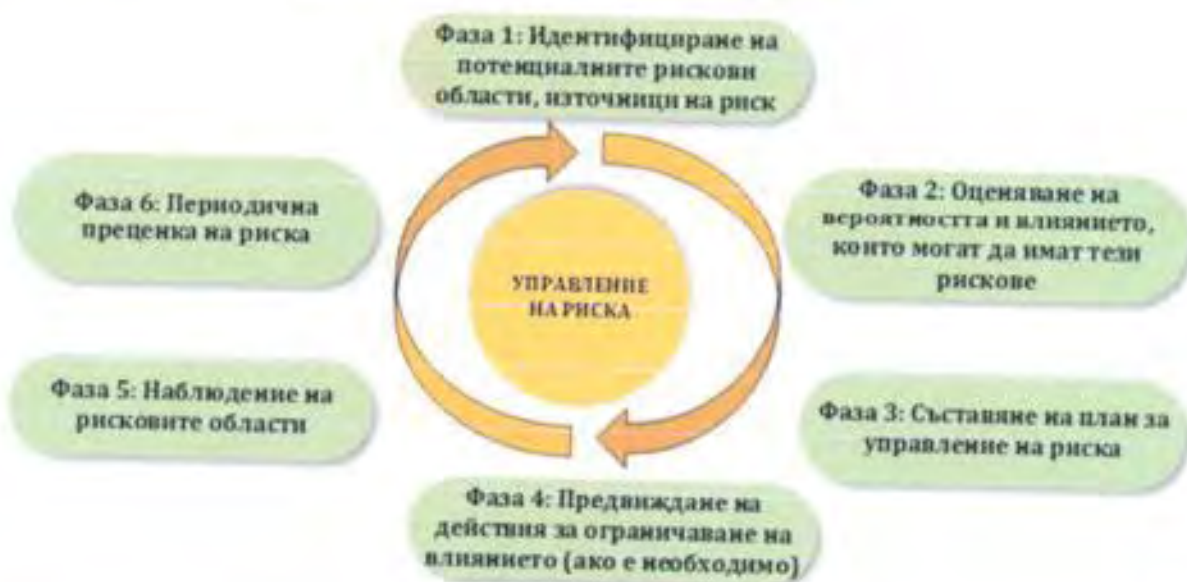 Фаза 1: Идентифициране на
потенциалните рискови
области, източници на риск
Фаза 2: Оценяване на
вероятността и влиянието,
които могат да имат тези
рискове
Фаза 3: Съставяне на план за
управление на риска
Фаза 4: Предвиждане на
действия за ограничаване на
влиянието (ако е необходимо)
Фаза 5: Наблюдение на
рисковите области
Фаза 6: Периодична
преценка на риска
УПРАВЛЕНИЕ
НА РИСКА